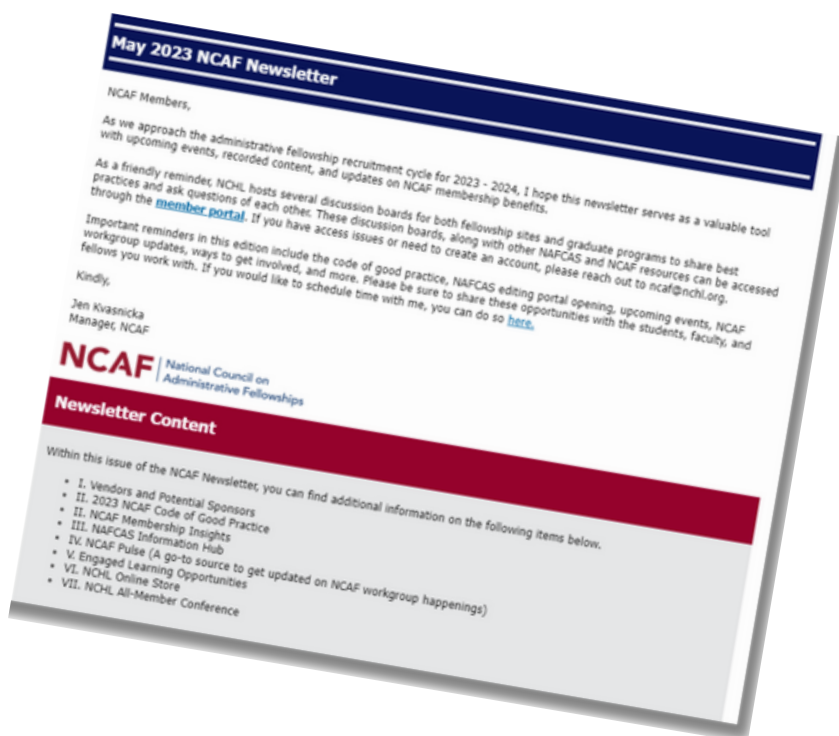 May 2023 NCAF Newsletter
NCAF Members,
As we approach the administrative fellowship recruitment cycle for 2023 - 2024, I hope this newsletter serves as a valuable tool
with upcoming events, recorded content, and updates on NCAF membership benefits.
As a friendly reminder, NCHL hosts several discussion boards for both fellowship sites and graduate programs to share best
practices and ask questions of each other. These discussion boards, along with other NAFCAS and NCAF resources can be accessed
through the member portal. If you have access issues or need to create an account, please reach out to ncaf@nchl.org.
Important reminders in this edition include the code of good practice, NAFCAS editing portal opening, upcoming events, NCAF
workgroup updates, ways to get involved, and more. Please be sure to share these opportunities with the students, faculty, and
fellows you work with. If you would like to schedule time with me, you can do so here.
Kindly,
Jen Kvasnicka
Manager, NCAF
NCAF National Council on
Administrative Fellowships
Newsletter Content
Within this issue of the NCAF Newsletter, you can find additional information on the following items below.
• I. Vendors and Potential Sponsors
• II. 2023 NCAF Code of Good Practice
• II. NCAF Membership Insights
• III. NAFCAS Information Hub
• IV. NCAF Pulse (A go-to source to get updated on NCAF workgroup happenings)
• V. Engaged Learning Opportunities
• VI. NCHL Online Store
• VII. NCHL All-Member Conference